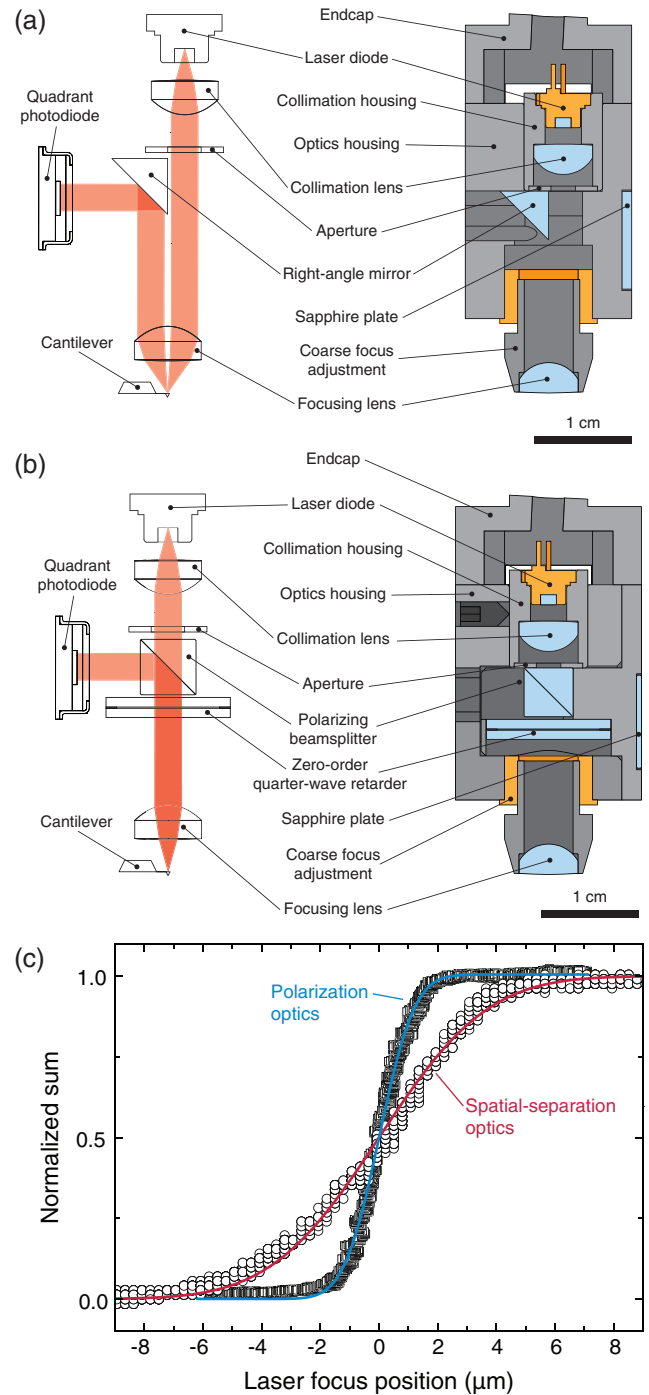 (a)
Endcap
Laser diode
Quadrant
photodiode
Collimation housing
Optics housing
Collimation lens
Aperture
Right-angle mirror
Sapphire plate
Cantilever
Coarse focus
adjustment
Focusing lens
1 cm
(b)
Endcap
Laser diode
Collimation housing
Quadrant
photodiode
Optics housing
Collimation lens
Aperture
Polarizing
beamsplitter
Zero-order
quarter-wave retarder
Sapphire plate
Cantilever
Coarse focus
adjustment
Focusing lens
1 cm
(c)
1.0
Polarization
optics
Normalized sum
Spatial-separation
optics
0.5
0.0
-8 -6 -4 -2 0 2 4 6 8
Laser focus position (µm)